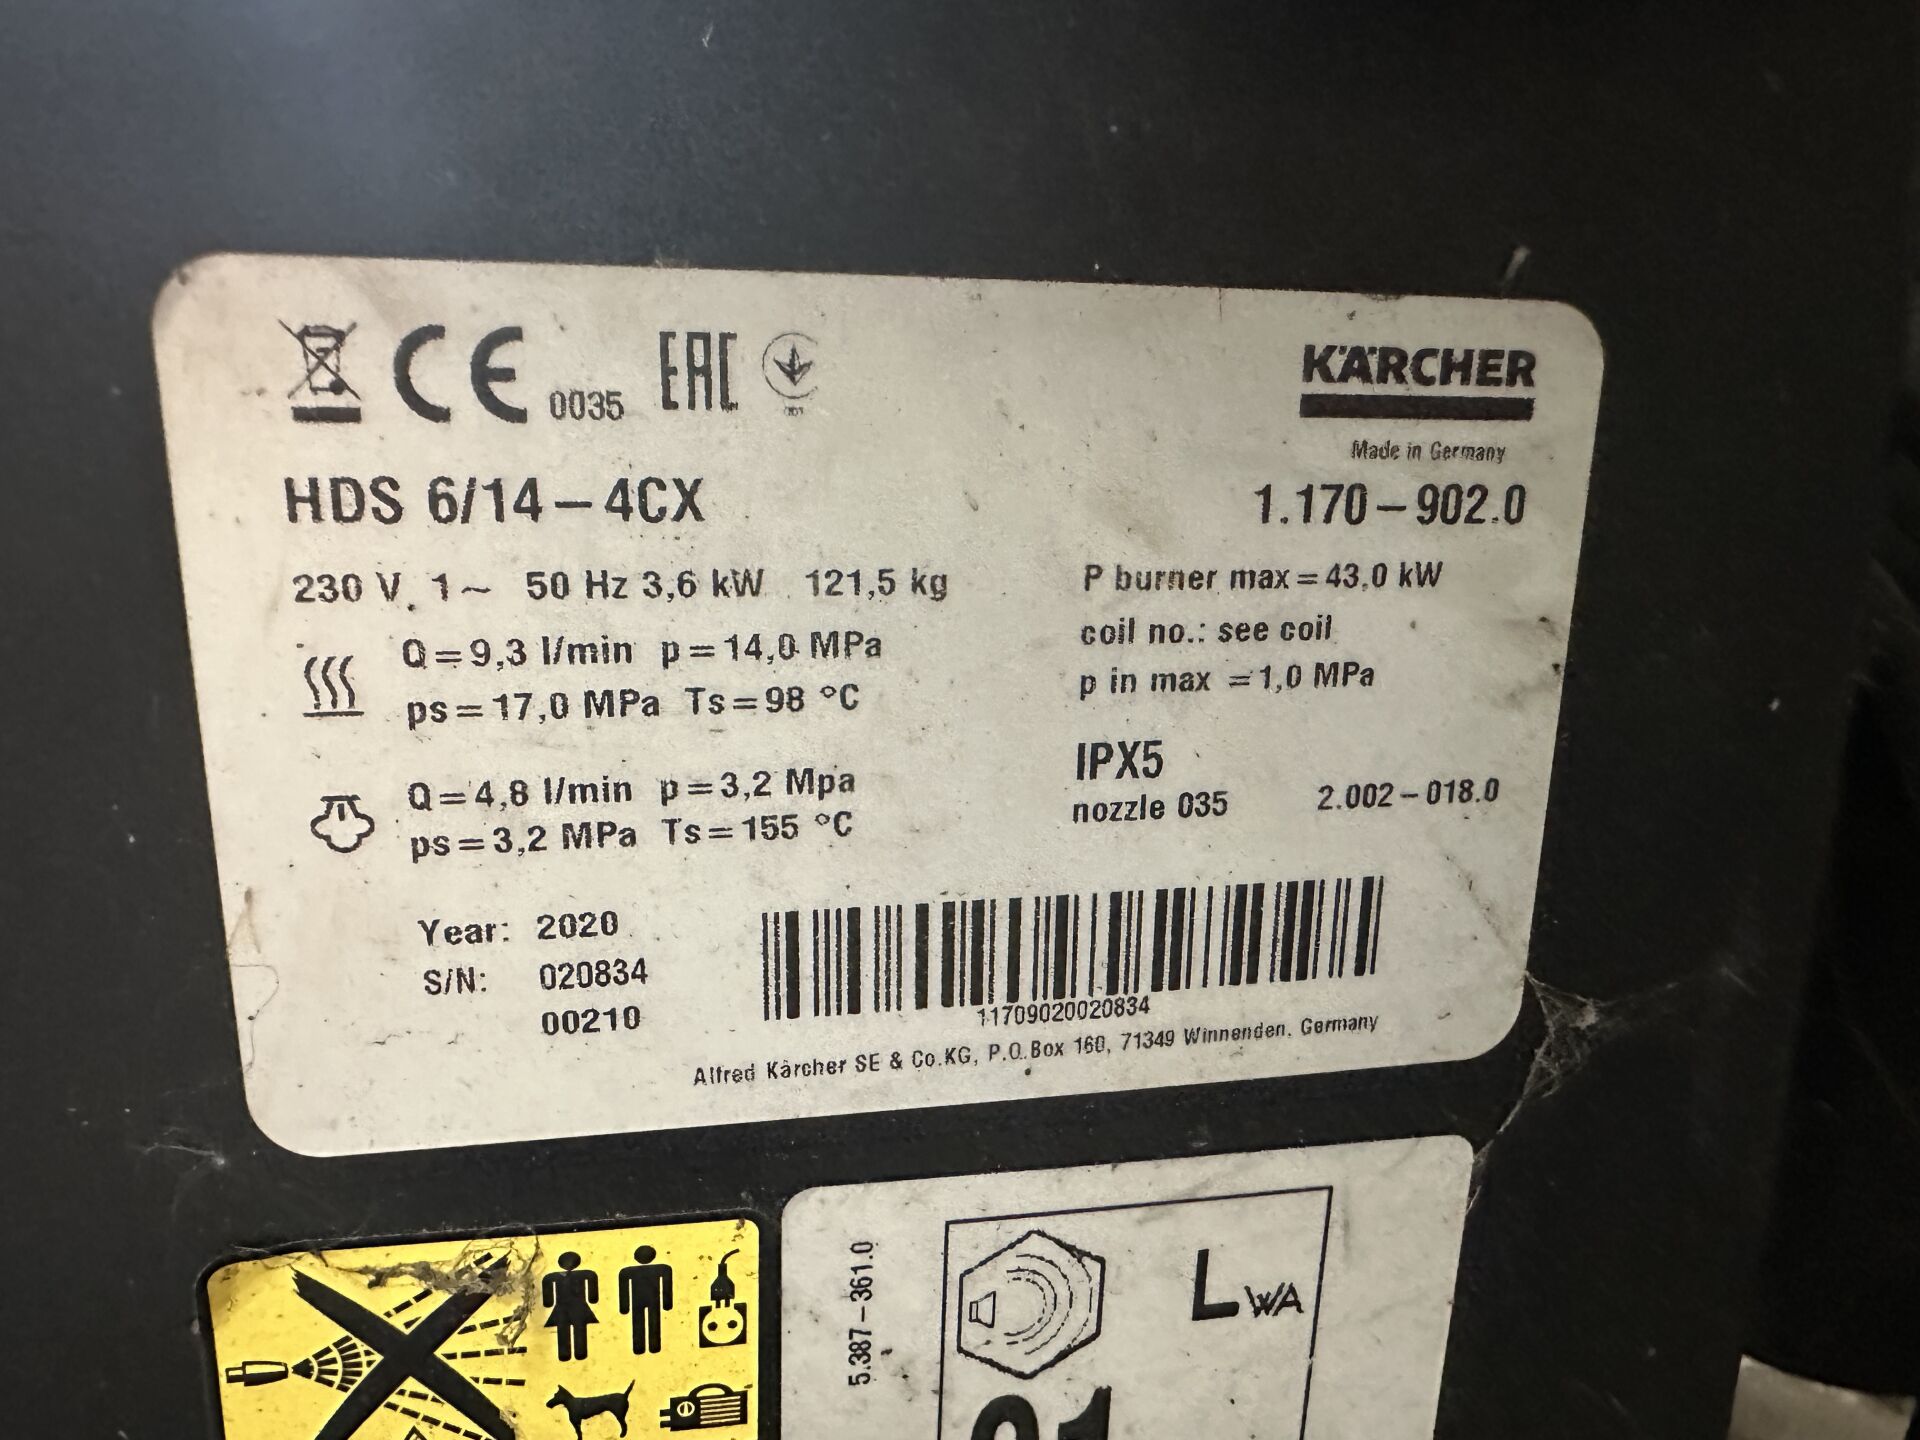 CE 0035 EAC
KÄRCHER
Made in Germany
HDS 6/14-4CX
1.170-902.0
230 V 1~ 50 Hz 3,6 kW 121,5 kg
P burner max=43,0 kW
coil no.: see coil
p in max =1,0 MPa
Q=9,3 l/min p=14,0 MPa
ps=17,0 MPa Ts=98 °C
Q=4,8 l/min p=3,2 Mpa
ps=3,2 MPa Ts=155 °C
IPX5
nozzle 035 2.002-018.0
Year: 2020
S/N: 020834
00210
11709020020834
Alfred Kärcher SE & Co.KG, P.O.Box 160, 71349 Winnenden, Germany
5.387-361.0
LWA